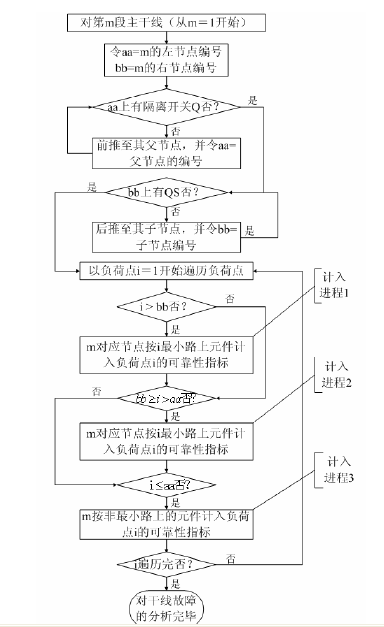 对第m段主干线（从m＝1开始）
令aa=m的左节点编号
bb=m的右节点编号
aa上有隔离开关Q否？
是
否
前推至其父节点，并令aa=
父节点的编号
是
bb上有QS否？
否
后推至其子节点，并令bb=
子节点编号
是
以负荷点i＝1开始遍历负荷点
计入
进程1
i＞bb否？
否
是
m对应节点按i最小路上元件计
入负荷点i的可靠性指标
计入
进程2
否
bb≥i>aa否？
是
m对应节点按i最小路上元件计
入负荷点i的可靠性指标
计入
进程3
i≤aa否？
是
m按非最小路上的元件计入负荷
点i的可靠性指标
i遍历完否？
否
是
对干线故障
的分析完毕